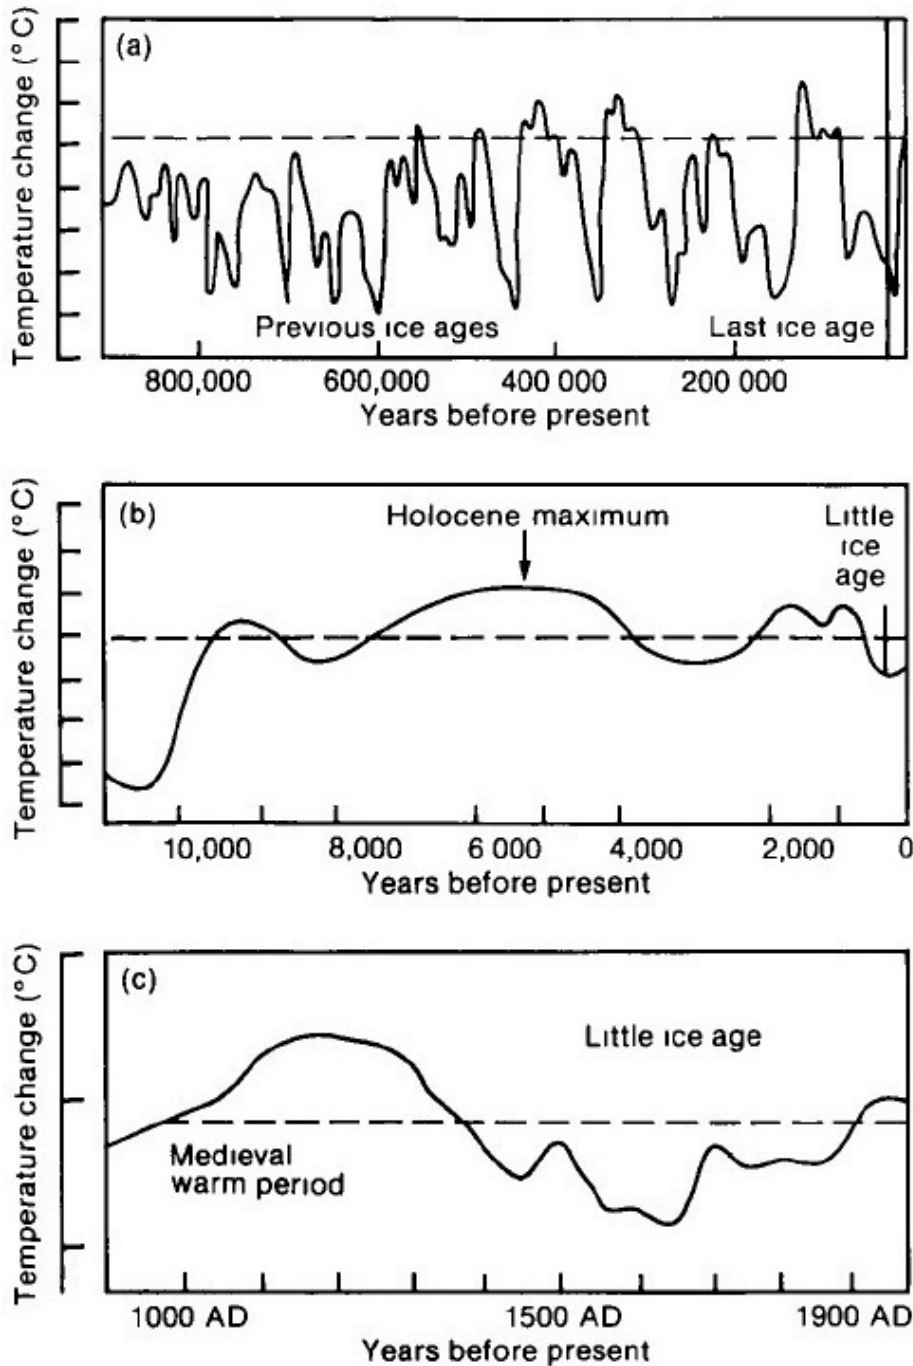 (a)
Temperature change (°C)
Previous ice ages
Last ice age
800,000 600,000 400 000 200 000
Years before present
(b)
Temperature change (°C)
Holocene maximum
Little
ice
age
10,000 8,000 6 000 4,000 2,000 0
Years before present
(c)
Temperature change (°C)
Little ice age
Medieval
warm period
1000 AD 1500 AD 1900 AD
Years before present